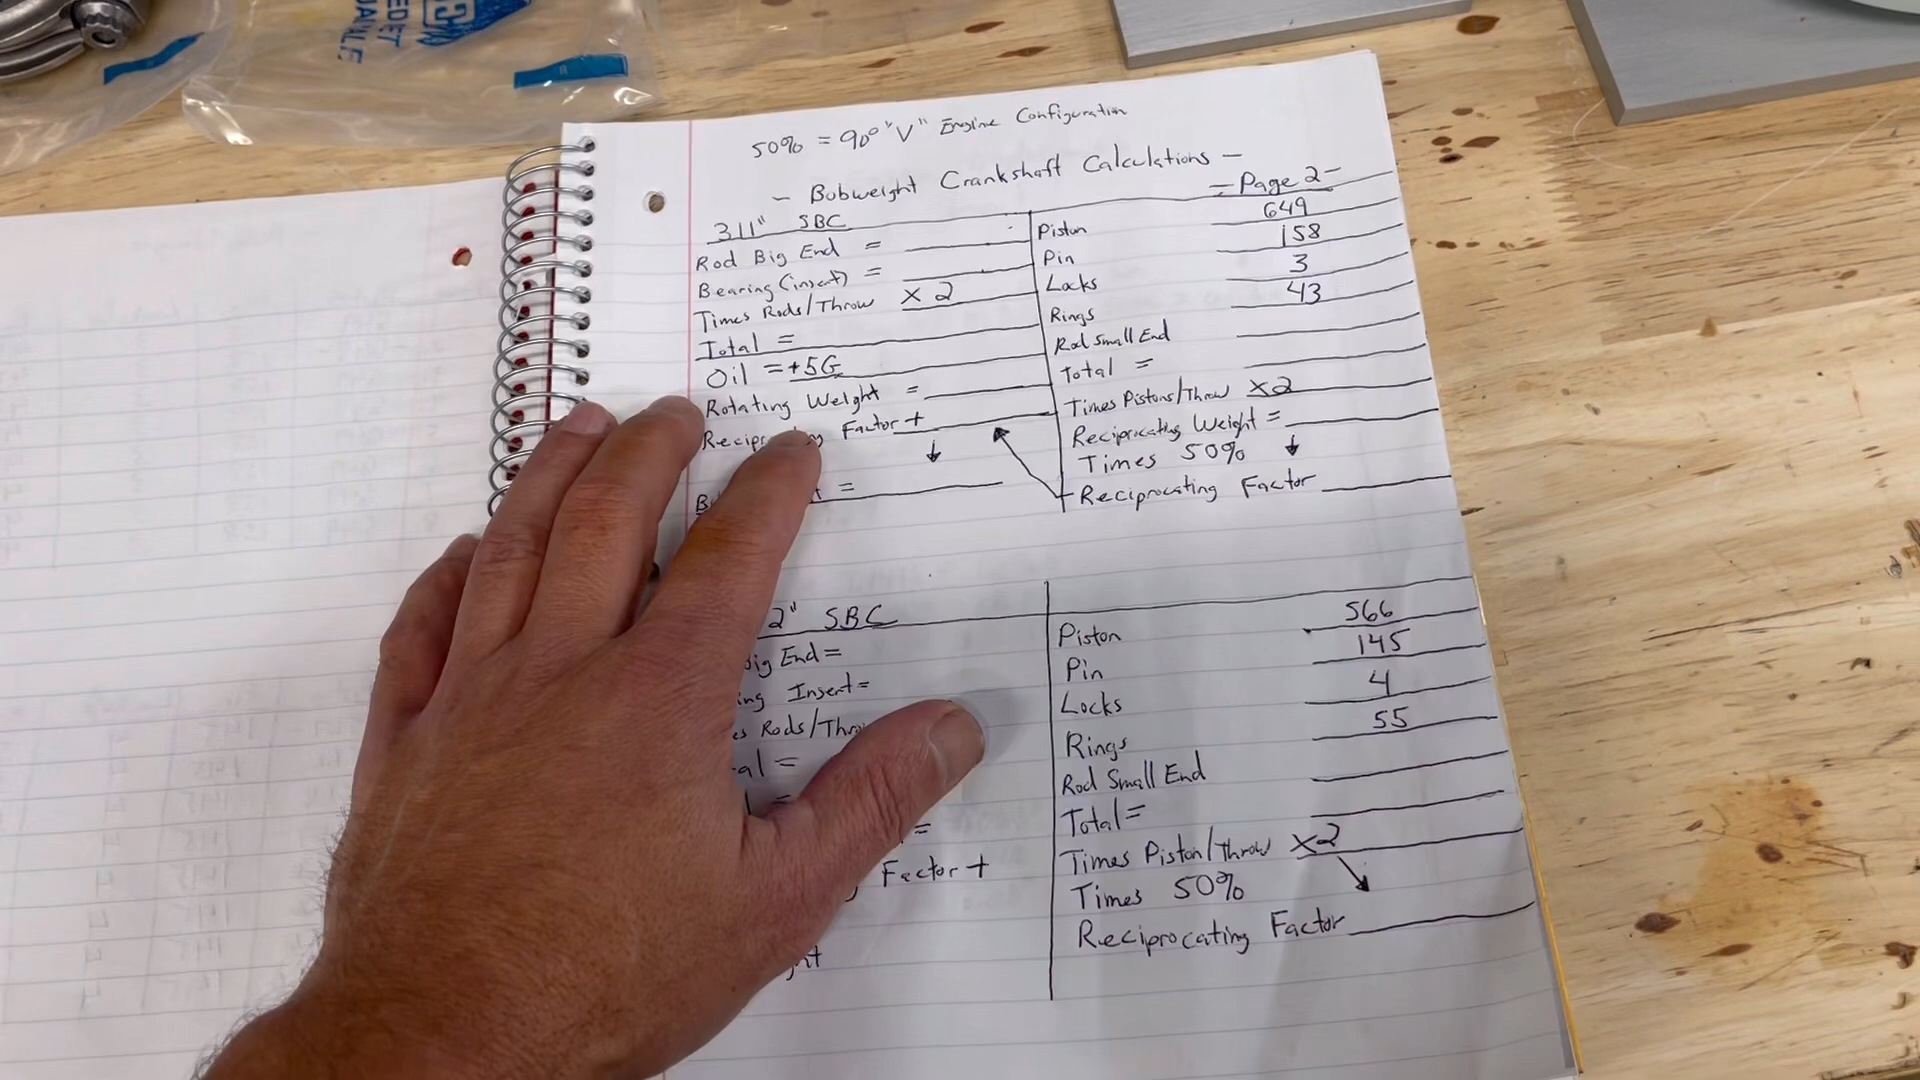 50% = 90° "V" Engine Configuration
- Bobweight Crankshaft Calculations -
- Page 2 -
311" SBC
Rod Big End =
Bearing (insert) =
Times Rods/Throw X 2
Total =
Oil = +5G
Rotating Weight =
Factor +
=
Piston 649
Pin 158
Locks 3
Rings 43
Rod Small End
Total =
Times Pistons/Throw X2
Reciprocating Weight =
Times 50%
Reciprocating Factor
2" SBC
Big End =
Insert =
Rods/Throw
=
=
Factor +
Piston 566
Pin 145
Locks 4
Rings 55
Rod Small End
Total =
Times Piston/Throw X2
Times 50%
Reciprocating Factor